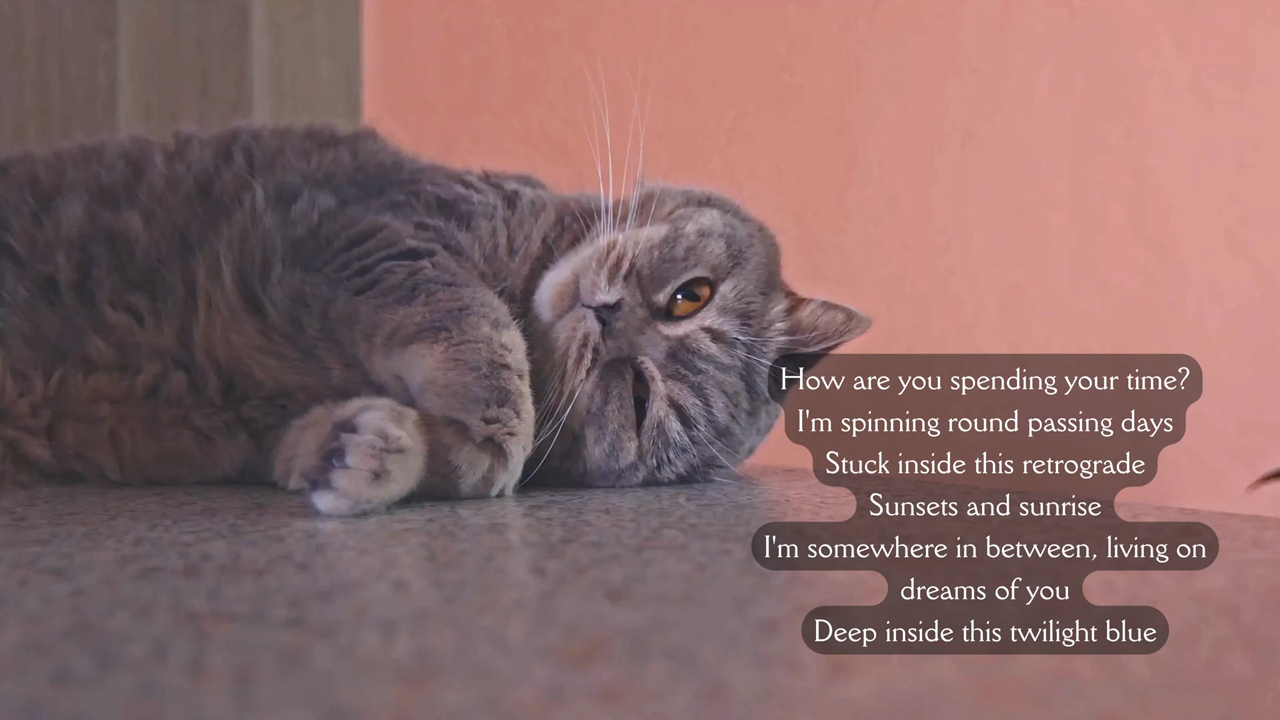 How are you spending your time?
I'm spinning round passing days
Stuck inside this retrograde
Sunsets and sunrise
I'm somewhere in between, living on
dreams of you
Deep inside this twilight blue